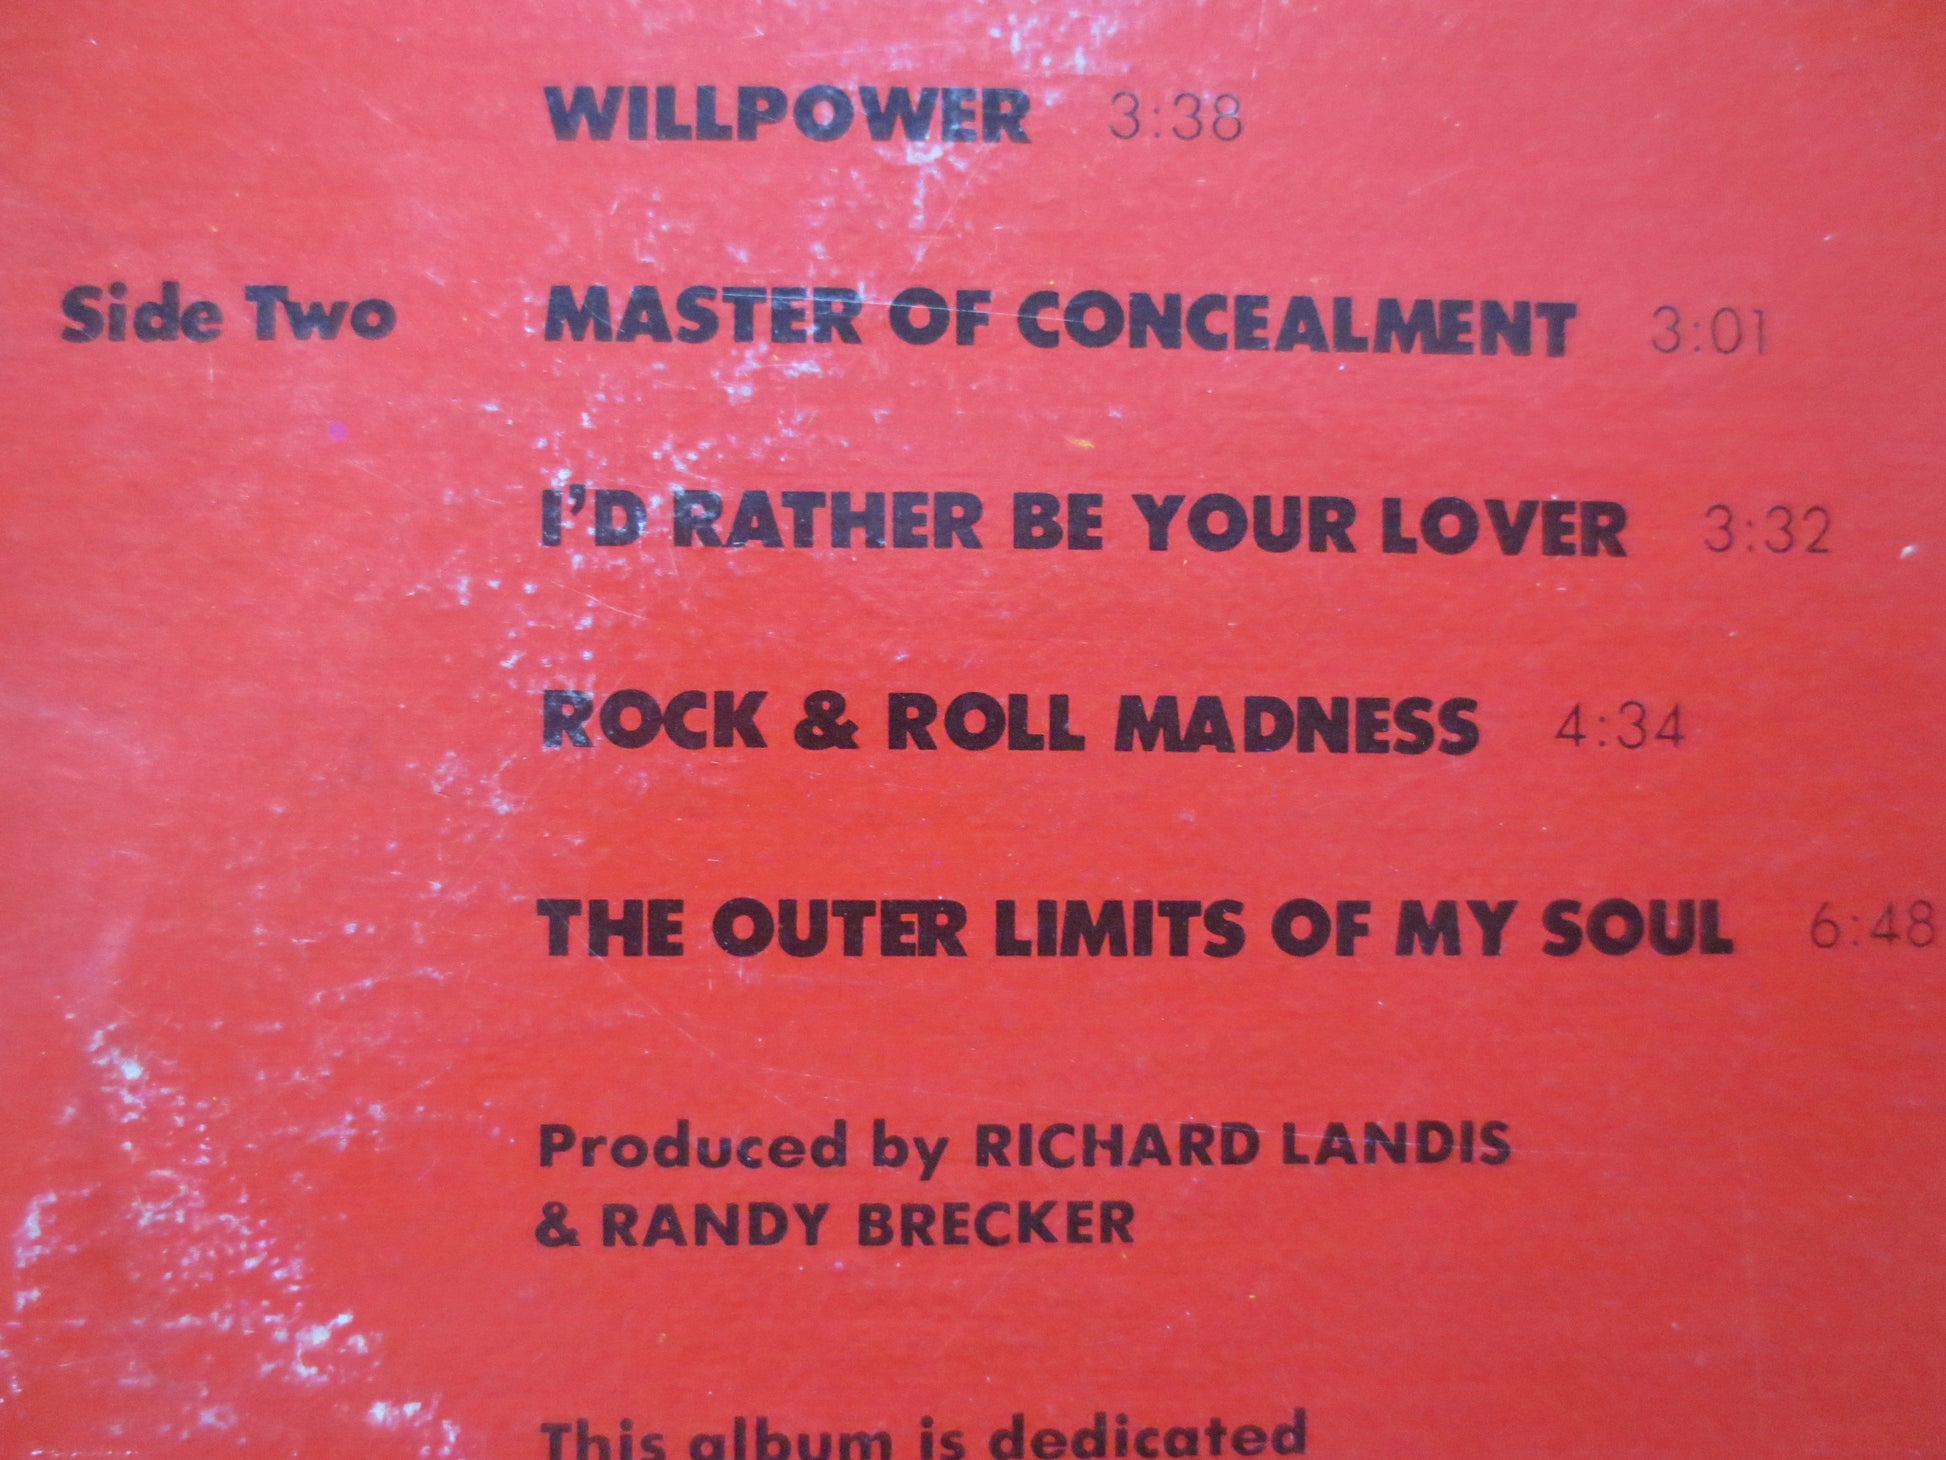 WILLPOWER 3:38
Side Two MASTER OF CONCEALMENT 3:01
I'D RATHER BE YOUR LOVER 3:32
ROCK & ROLL MADNESS 4:34
THE OUTER LIMITS OF MY SOUL 6:48
Produced by RICHARD LANDIS
& RANDY BRECKER
This album is dedicated